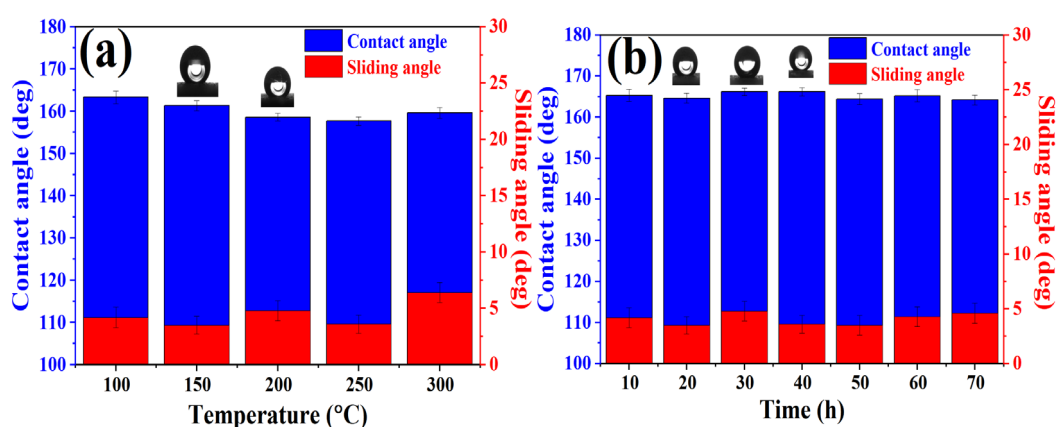 (a)
Contact angle
Sliding angle
Contact angle (deg)
180
170
160
150
140
130
120
110
100
Sliding angle (deg)
30
25
20
15
10
5
0
100 150 200 250 300
Temperature (°C)
(b)
Contact angle
Sliding angle
Contact angle (deg)
180
170
160
150
140
130
120
110
100
Sliding angle (deg)
30
25
20
15
10
5
0
10 20 30 40 50 60 70
Time (h)